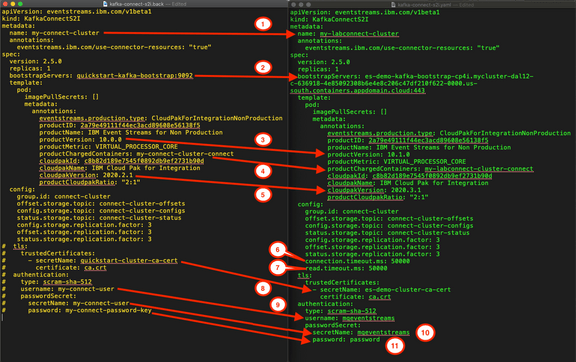 kafka-connect-s2i.back — Edited
apiVersion: eventstreams.ibm.com/v1beta1
kind: KafkaConnectS2I
metadata:
name: my-connect-cluster
annotations:
eventstreams.ibm.com/use-connector-resources: "true"
spec:
version: 2.5.0
replicas: 1
bootstrapServers: quickstart-kafka-bootstrap:9092
template:
pod:
imagePullSecrets: []
metadata:
annotations:
eventstreams.production.type: CloudPakForIntegrationNonProduction
productID: 2a79e49111f44ec3acd89608e56138f5
productName: IBM Event Streams for Non Production
productVersion: 10.0.0
productMetric: VIRTUAL_PROCESSOR_CORE
productChargedContainers: my-connect-cluster-connect
cloudpakId: c8b82d189e7545f0892db9ef2731b90d
cloudpakName: IBM Cloud Pak for Integration
cloudpakVersion: 2020.2.1
productCloudpakRatio: "2:1"
config:
group.id: connect-cluster
offset.storage.topic: connect-cluster-offsets
config.storage.topic: connect-cluster-configs
status.storage.topic: connect-cluster-status
config.storage.replication.factor: 3
offset.storage.replication.factor: 3
status.storage.replication.factor: 3
# tls:
# trustedCertificates:
# - secretName: quickstart-cluster-ca-cert
# certificate: ca.crt
# authentication:
# type: scram-sha-512
# username: my-connect-user
# passwordSecret:
# secretName: my-connect-user
# password: my-connect-password-key
1
2
3
4
5
6
7
8
9
10
11
apiVersion: eventstreams.ibm.com/v1beta1
kind: KafkaConnectS2I
metadata:
name: my-labconnect-cluster
annotations:
eventstreams.ibm.com/use-connector-resources: "true"
spec:
version: 2.5.0
replicas: 1
bootstrapServers: es-demo-kafka-bootstrap-cp4i.mycluster-dal12-
south.containers.appdomain.cloud:443
template:
pod:
imagePullSecrets: []
metadata:
annotations:
eventstreams.production.type: CloudPakForIntegrationNonProduction
productID: 2a79e49111f44ec3acd89608e56138f5
productName: IBM Event Streams for Non Production
productVersion: 10.1.0
productMetric: VIRTUAL_PROCESSOR_CORE
productChargedContainers: my-labconnect-cluster-connect
cloudpakId: c8b82d189e7545f0892db9ef2731b90d
cloudpakName: IBM Cloud Pak for Integration
cloudpakVersion: 2020.3.1
productCloudpakRatio: "2:1"
config:
group.id: connect-cluster
offset.storage.topic: connect-cluster-offsets
config.storage.topic: connect-cluster-configs
status.storage.topic: connect-cluster-status
config.storage.replication.factor: 3
offset.storage.replication.factor: 3
status.storage.replication.factor: 3
connection.timeout.ms: 50000
read.timeout.ms: 50000
tls:
trustedCertificates:
- secretName: es-demo-cluster-ca-cert
certificate: ca.crt
authentication:
type: scram-sha-512
username: mqeventstreams
passwordSecret:
secretName: mqeventstreams
password: password